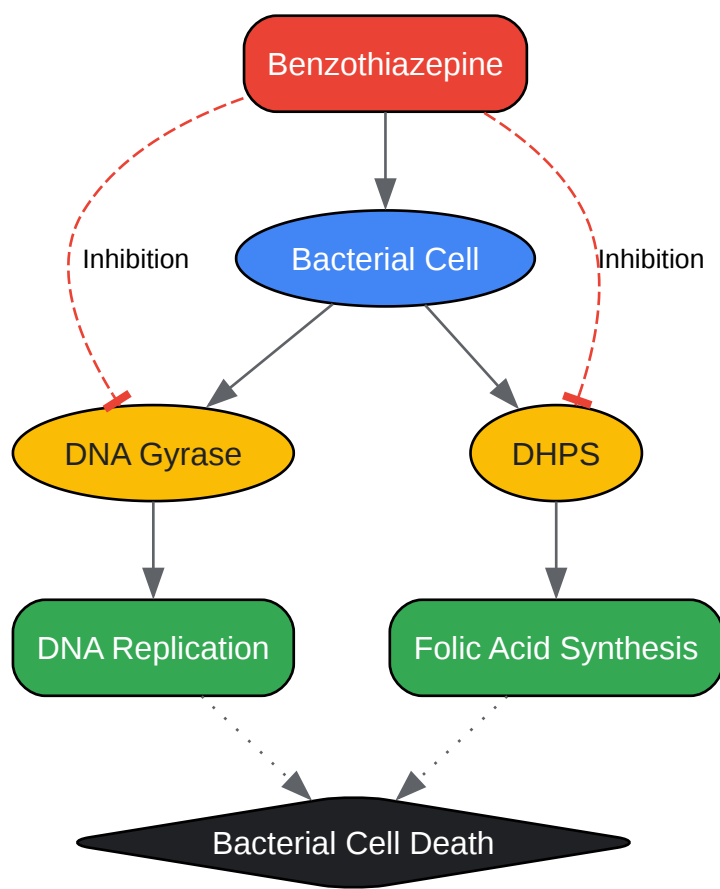 Benzothiazepine
Inhibition
Bacterial Cell
Inhibition
DNA Gyrase
DHPS
DNA Replication
Folic Acid Synthesis
Bacterial Cell Death